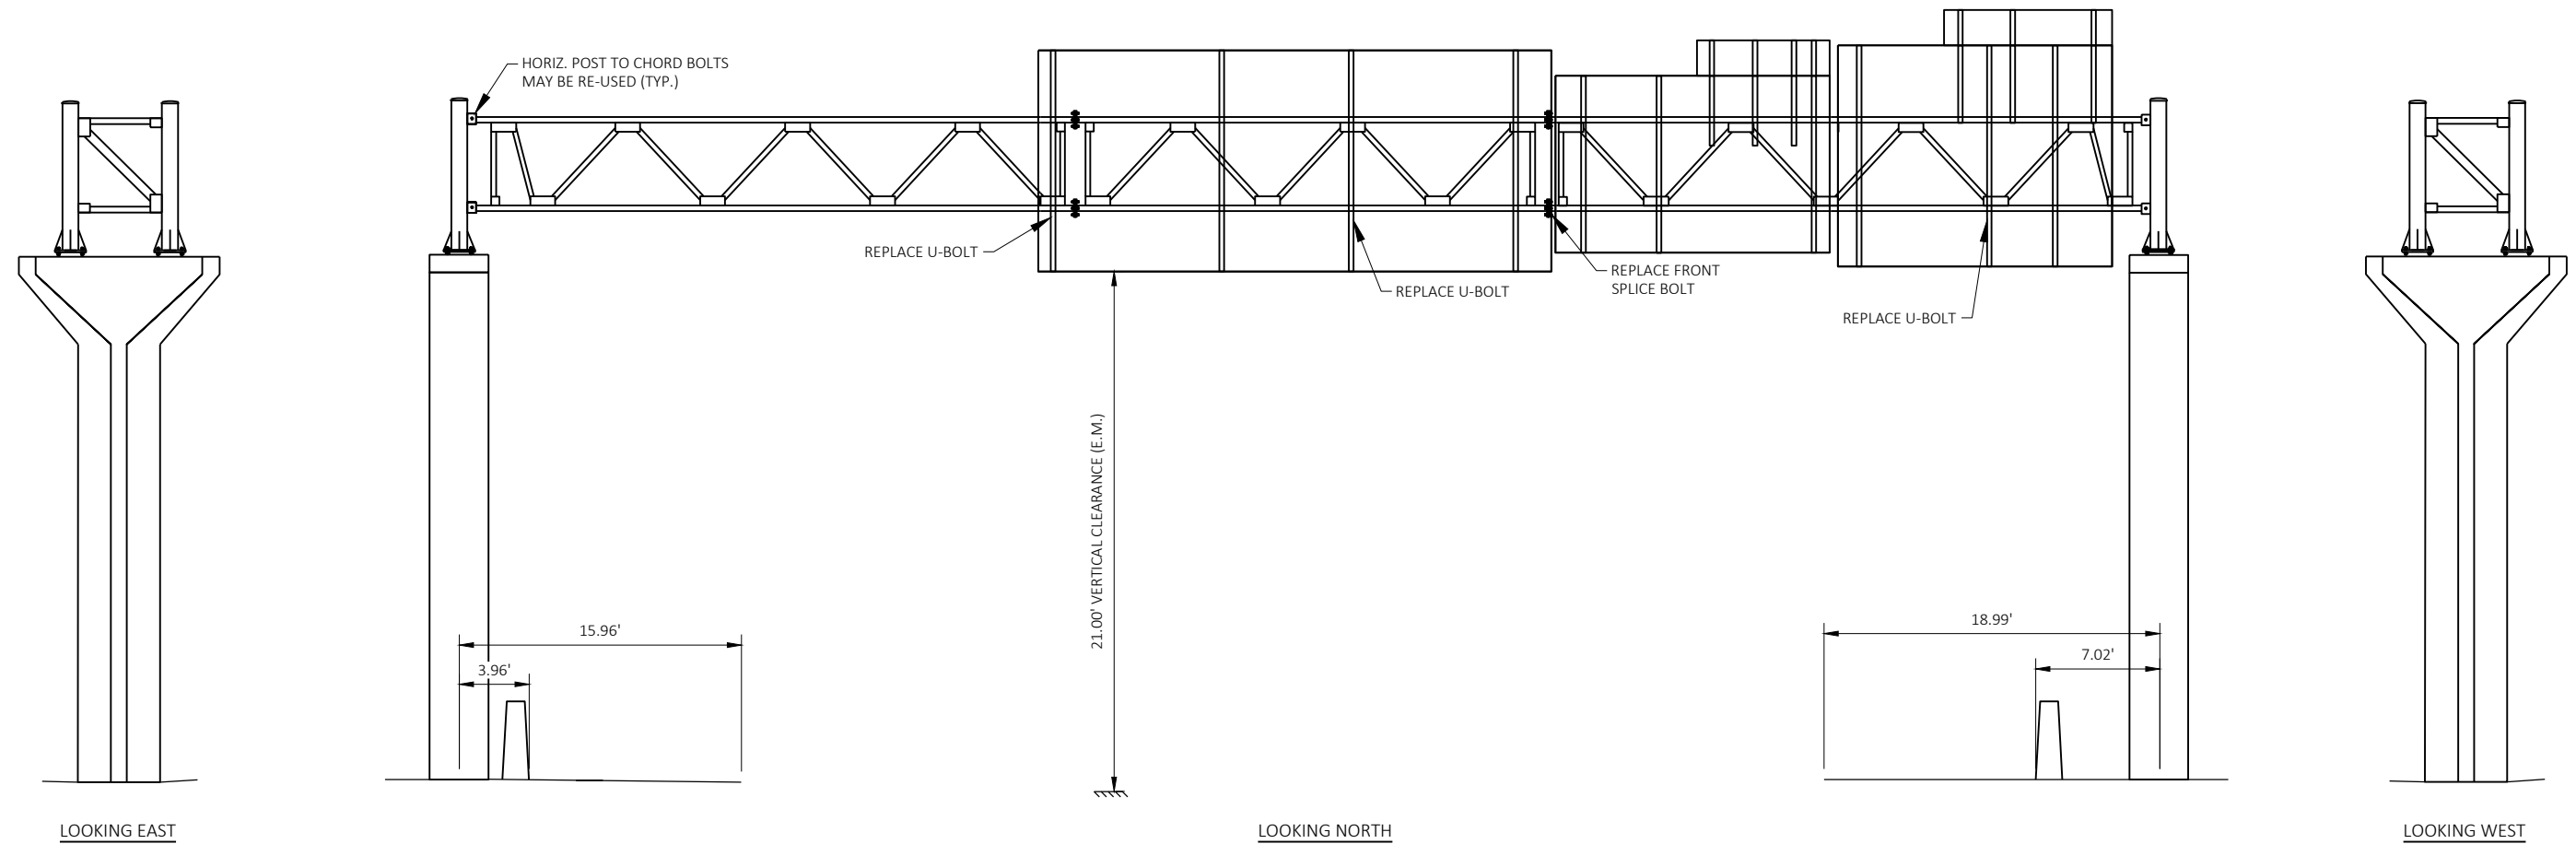 HORIZ. POST TO CHORD BOLTS
MAY BE RE-USED (TYP.)
REPLACE U-BOLT
REPLACE U-BOLT
REPLACE FRONT
SPLICE BOLT
REPLACE U-BOLT
21.00' VERTICAL CLEARANCE (E.M.)
15.96'
3.96'
18.99'
7.02'
LOOKING EAST
LOOKING NORTH
LOOKING WEST